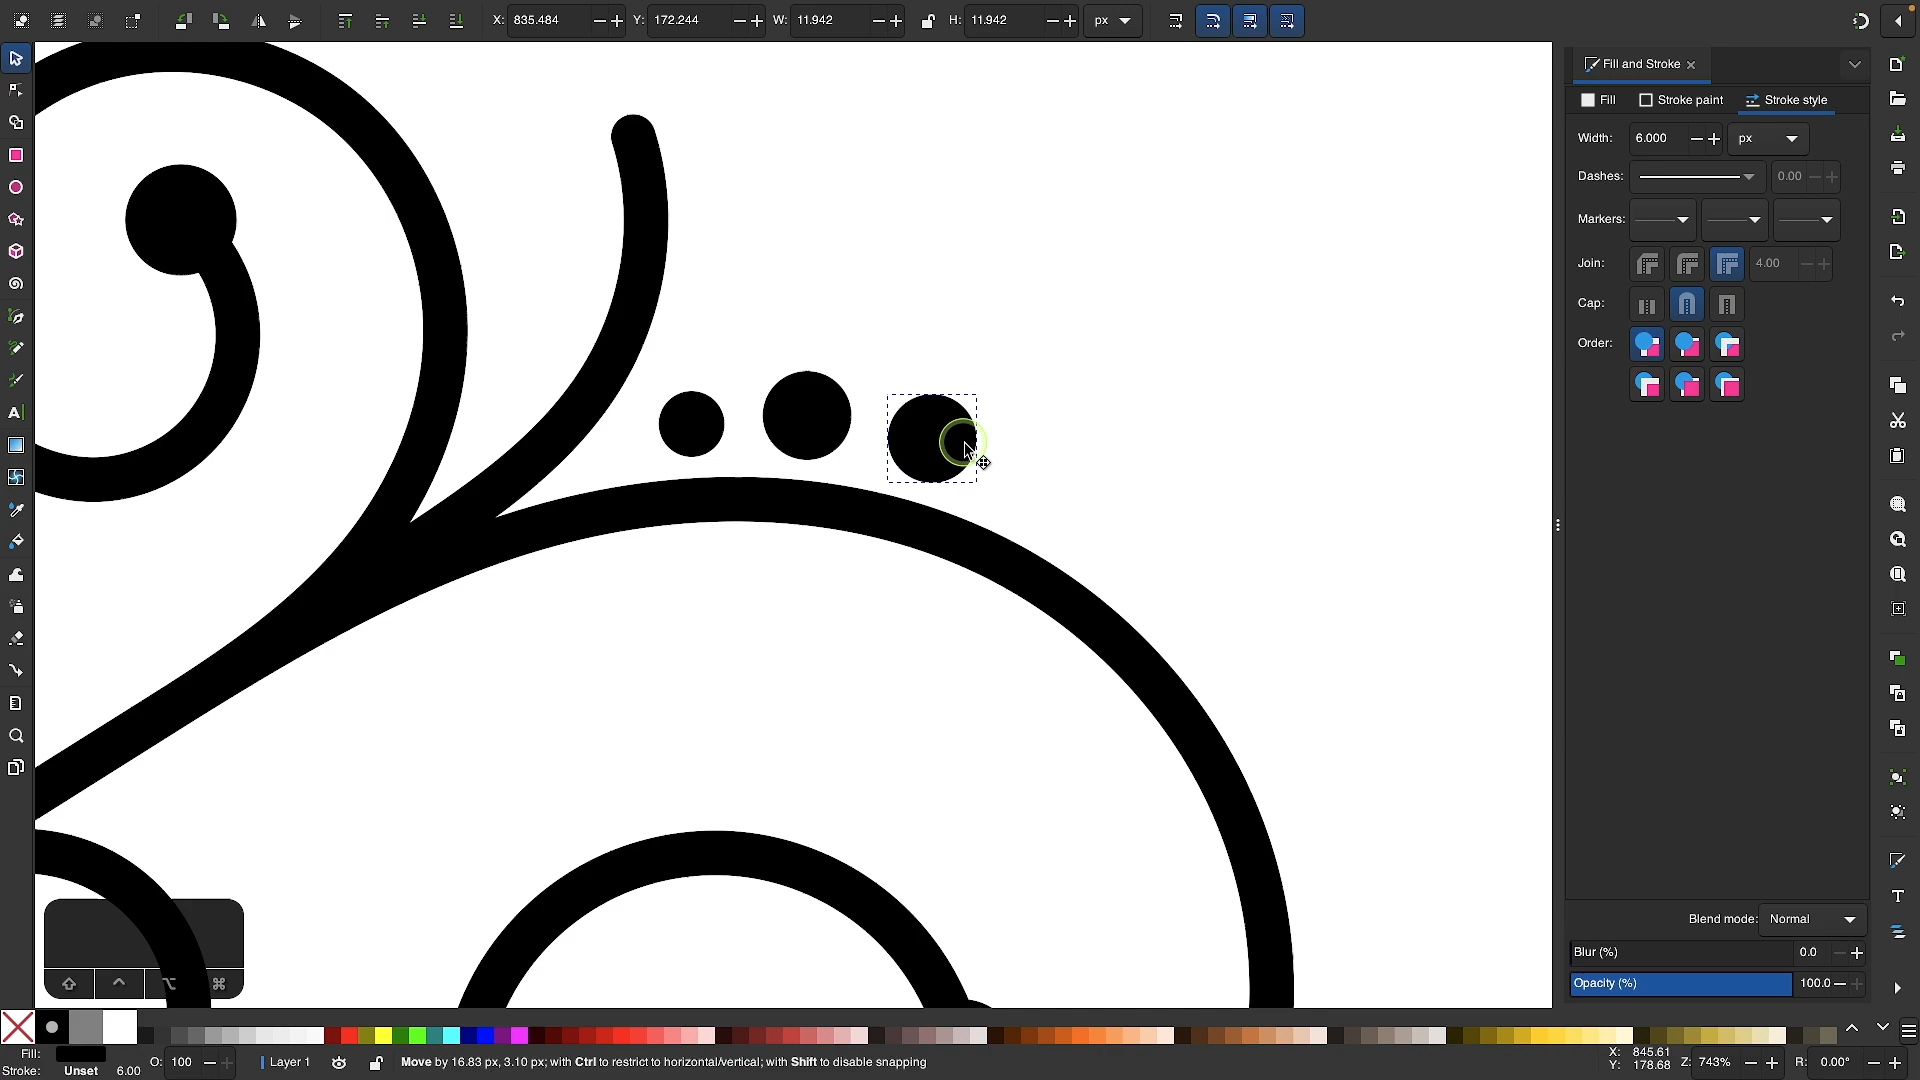 X: 835.484 Y: 172.244 W: 11.942 H: 11.942 px
Fill and Stroke
Fill Stroke paint Stroke style
Width: 6.000 px
Dashes: 0.00
Markers:
Join: 4.00
Cap:
Order:
Blend mode: Normal
Blur (%) 0.0
Opacity (%) 100.0
Fill:
Stroke: Unset 6.00
O: 100
Layer 1
Move by 16.83 px, 3.10 px; with Ctrl to restrict to horizontal/vertical; with Shift to disable snapping
X: 845.61
Y: 178.68
Z: 743%
R: 0.00°